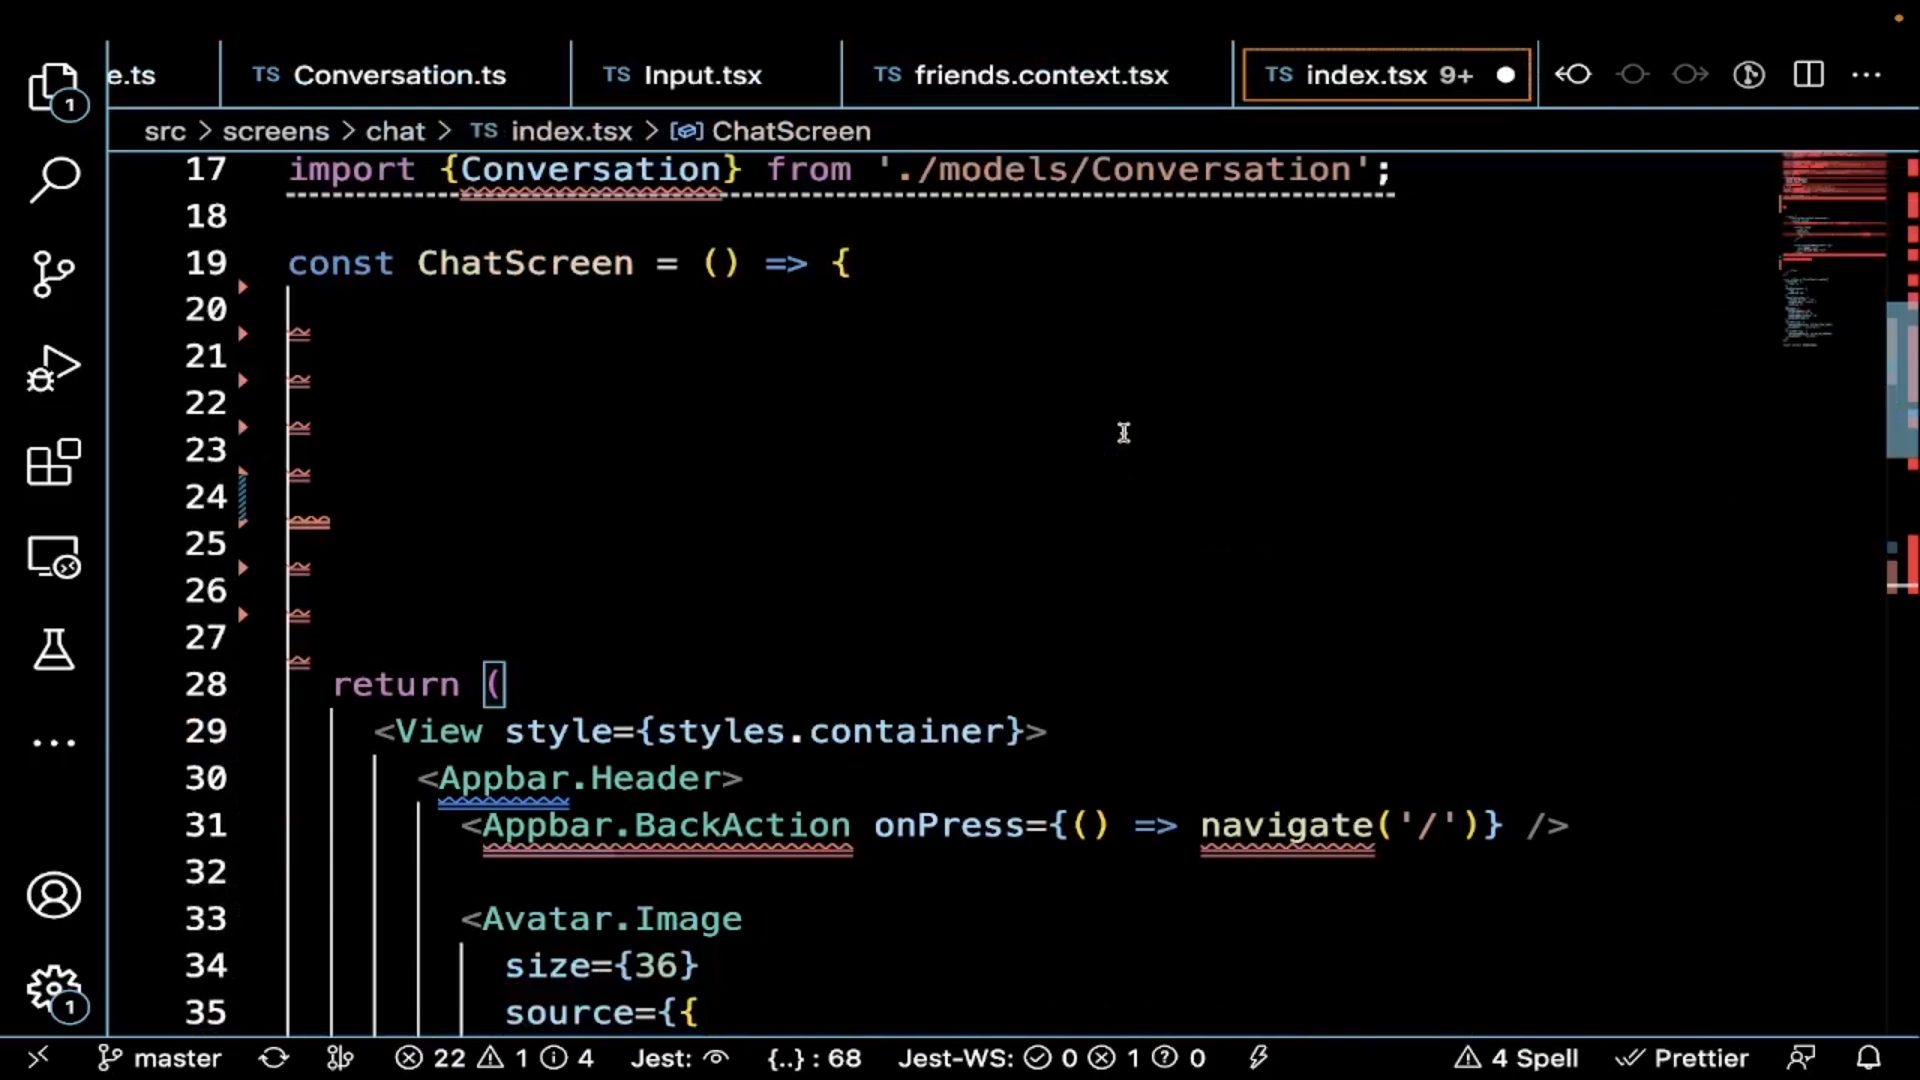 e.ts
TS Conversation.ts
TS Input.tsx
TS friends.context.tsx
TS index.tsx 9+
src > screens > chat > TS index.tsx > ChatScreen
17 import {Conversation} from './models/Conversation';
18
19 const ChatScreen = () => {
20
21
22
23
24
25
26
27
28 return (
29 <View style={styles.container}>
30 <Appbar.Header>
31 <Appbar.BackAction onPress={() => navigate('/')} />
32
33 <Avatar.Image
34 size={36}
35 source={{
1
1
master 22 1 4 Jest: {..} : 68 Jest-WS: 0 1 0 4 Spell Prettier